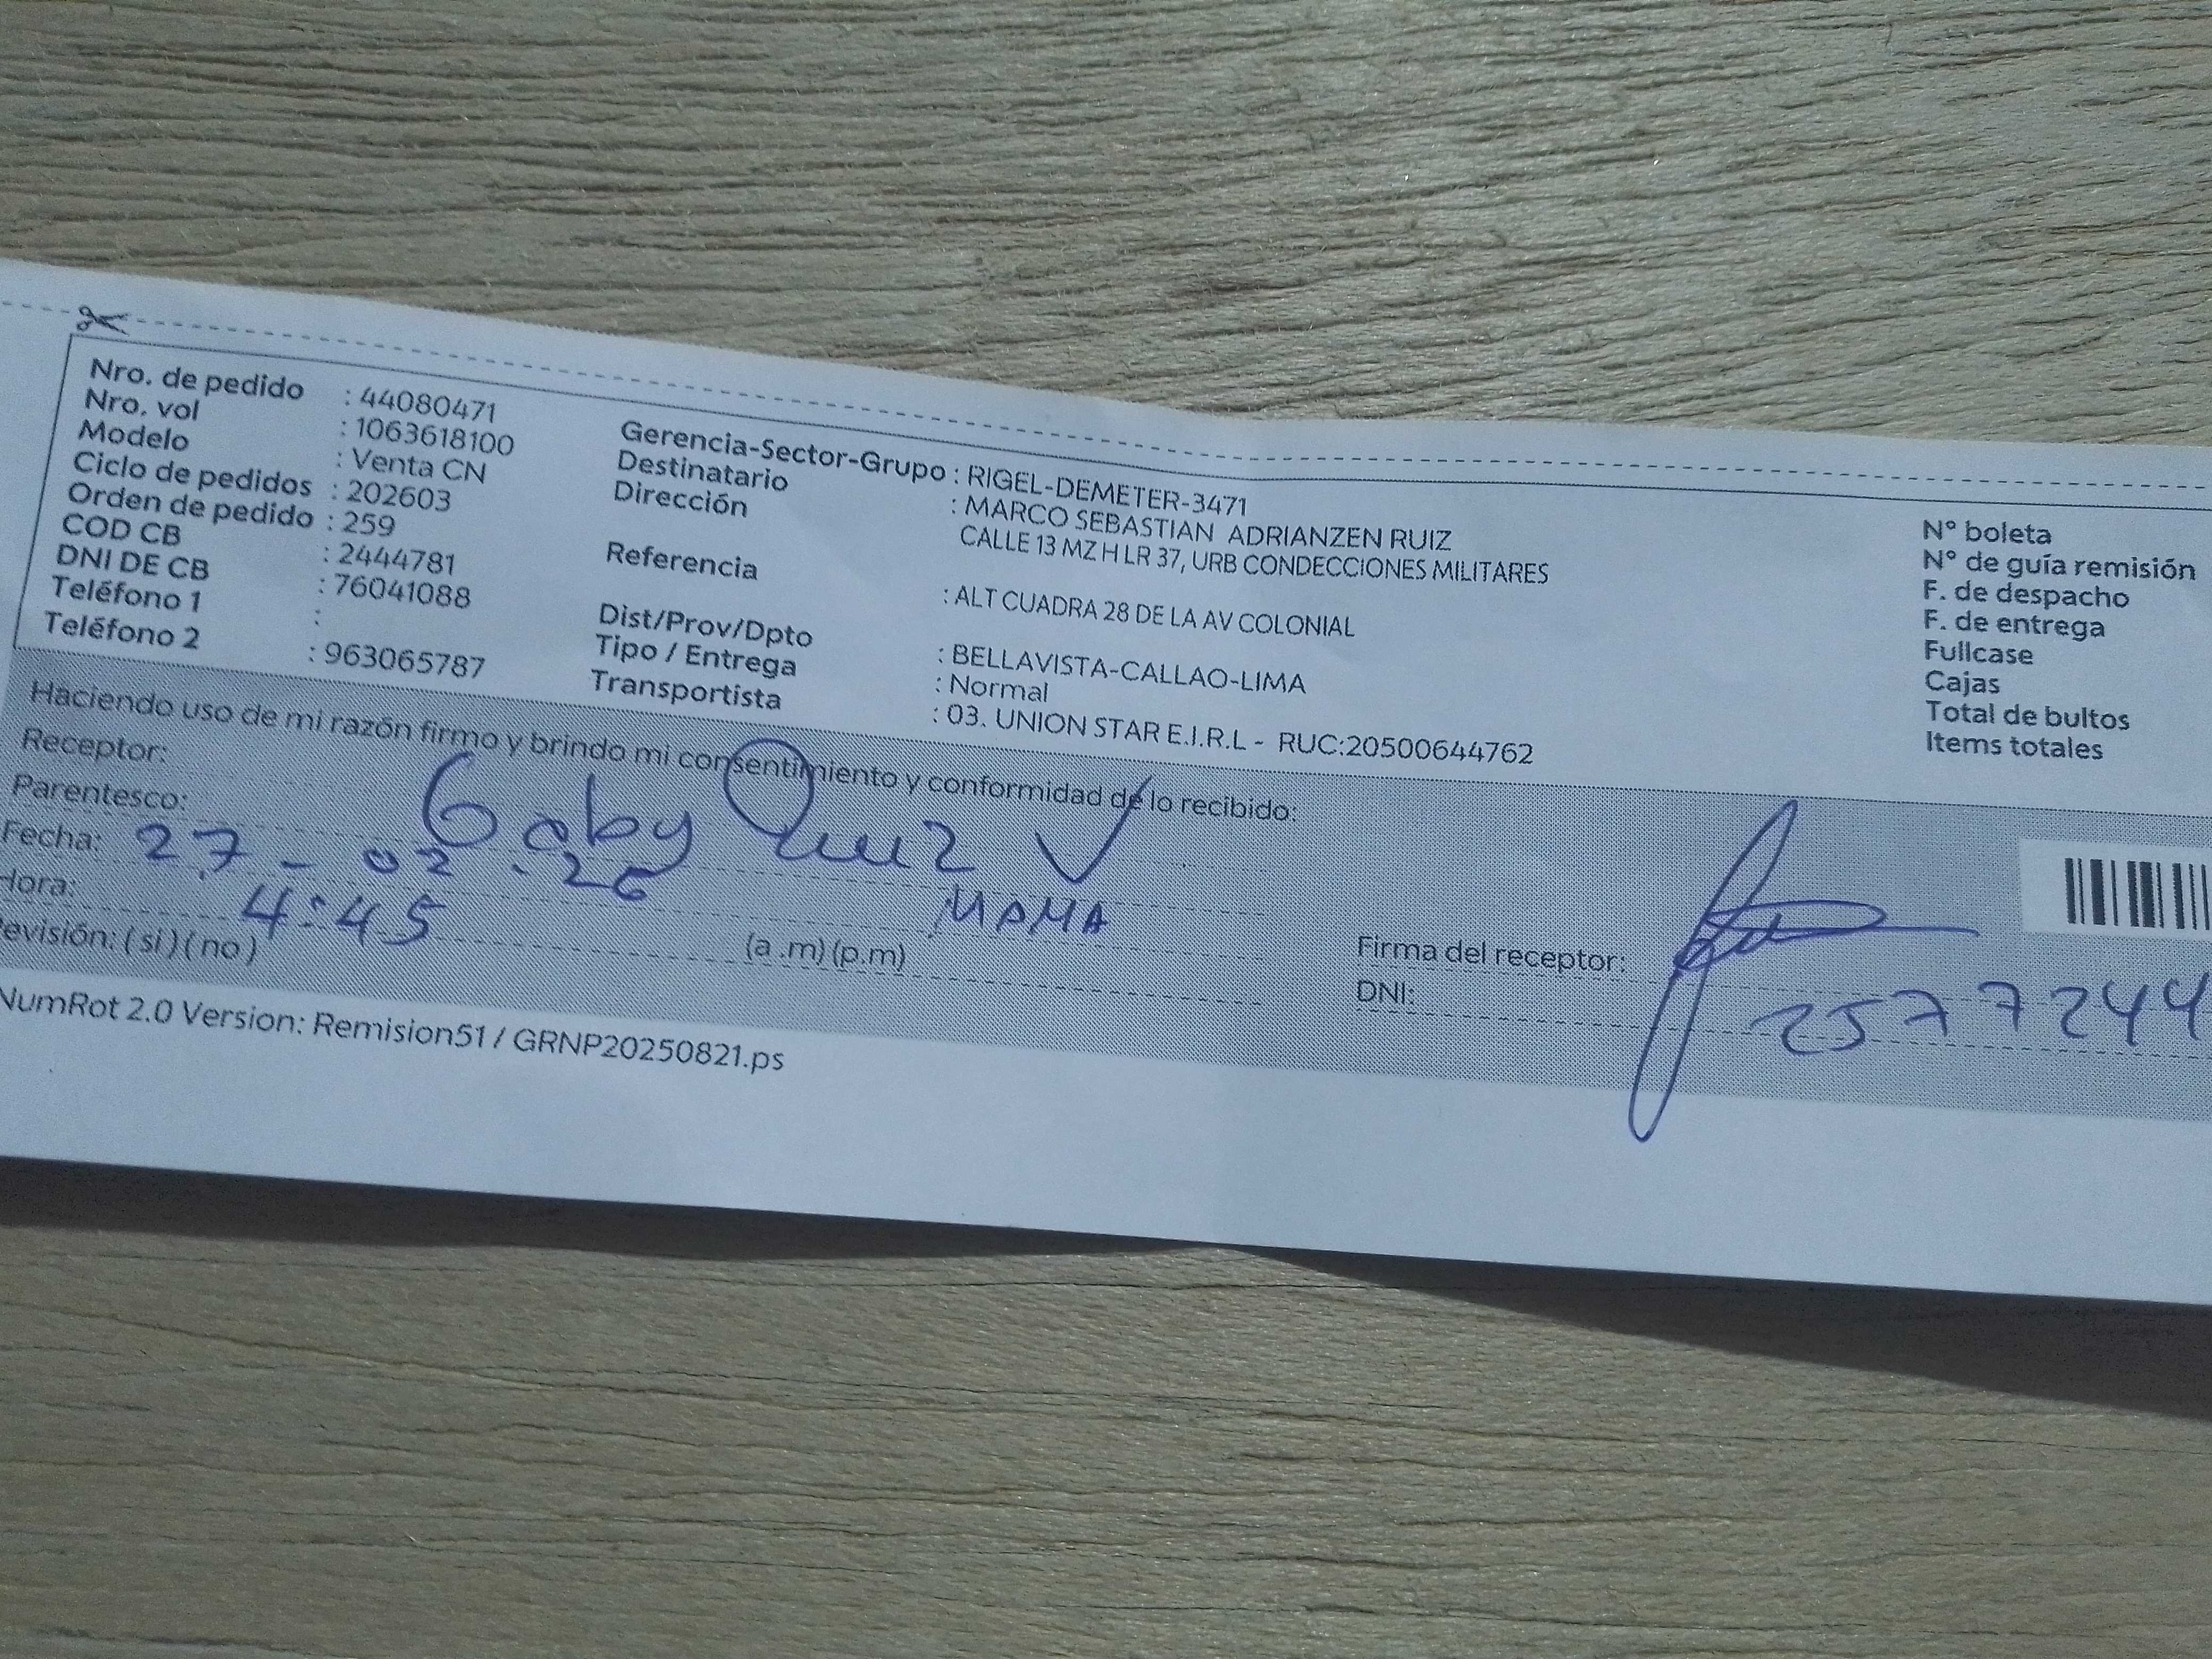 Nro. de pedido : 44080471
Nro. vol : 1063618100
Modelo : Venta CN
Ciclo de pedidos : 202603
Orden de pedido : 259
COD CB : 2444781
DNI DE CB : 76041088
Teléfono 1 :
Teléfono 2 : 963065787
Gerencia-Sector-Grupo : RIGEL-DEMETER-3471
Destinatario : MARCO SEBASTIAN ADRIANZEN RUIZ
Dirección CALLE 13 MZ H LR 37, URB CONDECCIONES MILITARES
Referencia : ALT CUADRA 28 DE LA AV COLONIAL
Dist/Prov/Dpto : BELLAVISTA-CALLAO-LIMA
Tipo / Entrega : Normal
Transportista : 03. UNION STAR E.I.R.L - RUC:20500644762
N° boleta
N° de guía remisión
F. de despacho
F. de entrega
Fullcase
Cajas
Total de bultos
Items totales
Haciendo uso de mi razón firmo y brindo mi consentimiento y conformidad de lo recibido:
Receptor: Gaby Ruiz V
Parentesco: MAMA
Fecha: 27-02-26
Hora: 4:45 (a .m) (p.m)
evisión: ( si ) ( no )
Firma del receptor:
DNI: 2577244
NumRot 2.0 Version: Remision51 / GRNP20250821.ps